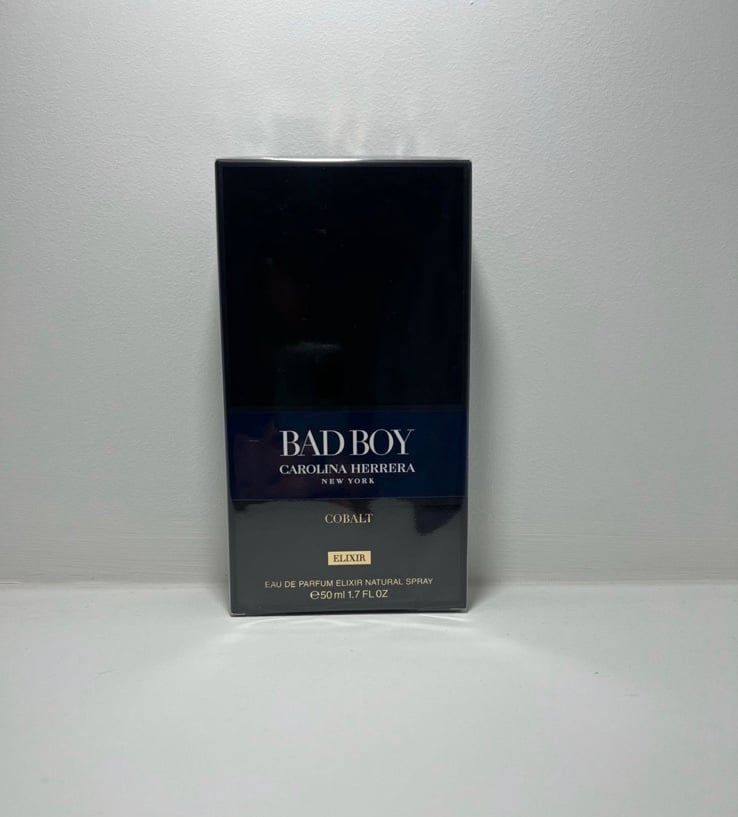 BAD BOY
CAROLINA HERRERA
NEW YORK
COBALT
ELIXIR
EAU DE PARFUM ELIXIR NATURAL SPRAY
℮50 ml 1.7 FL OZ